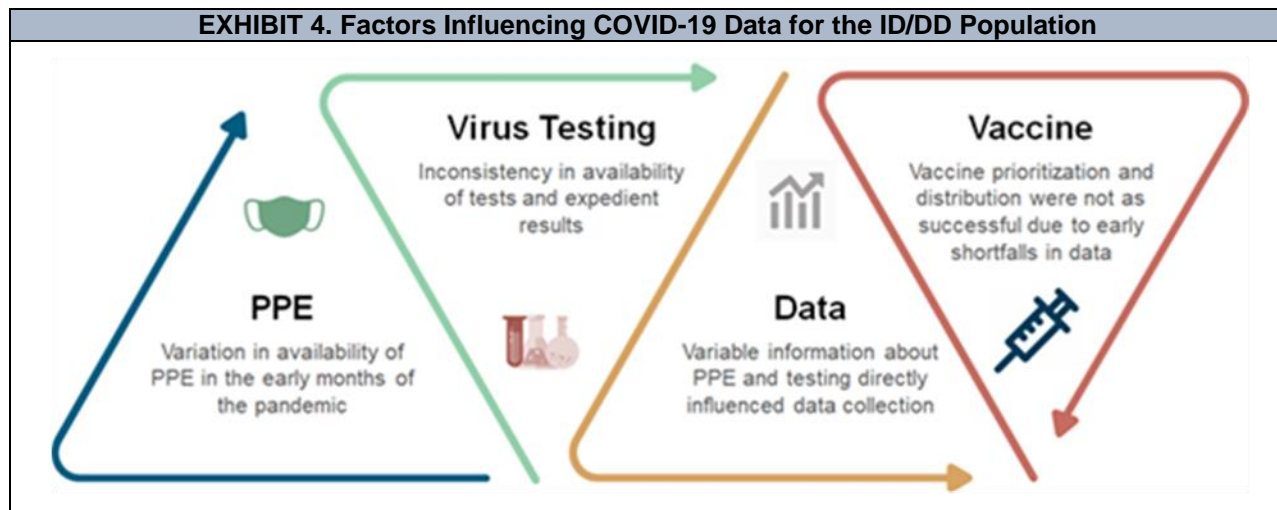 EXHIBIT 4. Factors Influencing COVID-19 Data for the ID/DD Population
PPE
Variation in availability of
PPE in the early months of
the pandemic
Virus Testing
Inconsistency in availability
of tests and expedient
results
Data
Variable information about
PPE and testing directly
influenced data collection
Vaccine
Vaccine prioritization and
distribution were not as
successful due to early
shortfalls in data